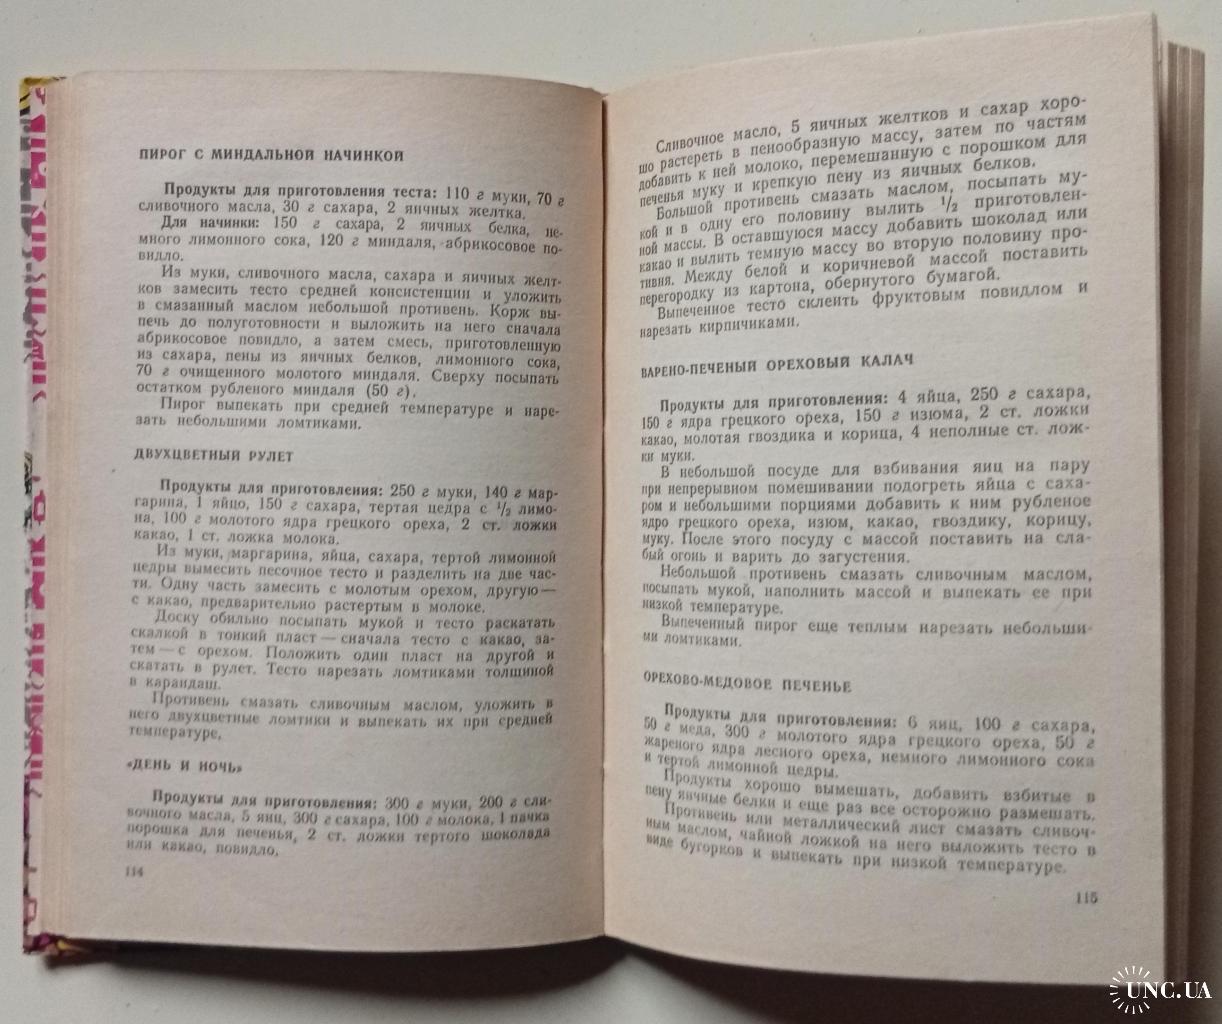 ПИРОГ С МИНДАЛЬНОЙ НАЧИНКОЙ
Продукты для приготовления теста: 110 г муки, 70 г
сливочного масла, 30 г сахара, 2 яичных желтка.
Для начинки: 150 г сахара, 2 яичных белка, не-
много лимонного сока, 120 г миндаля, абрикосовое по-
видло.
Из муки, сливочного масла, сахара и яичных желт-
ков замесить тесто средней консистенции и уложить
в смазанный маслом небольшой противень. Корж вы-
печь до полуготовности и выложить на него сначала
абрикосовое повидло, а затем смесь, приготовленную
из сахара, пены из яичных белков, лимонного сока,
70 г очищенного молотого миндаля. Сверху посыпать
остатком рубленого миндаля (50 г).
Пирог выпекать при средней температуре и наре-
зать небольшими ломтиками.
ДВУХЦВЕТНЫЙ РУЛЕТ
Продукты для приготовления: 250 г муки, 140 г мар-
гарина, 1 яйцо, 150 г сахара, тертая цедра с 1/2 лимо-
на, 100 г молотого ядра грецкого ореха, 2 ст. ложки
какао, 1 ст. ложка молока.
Из муки, маргарина, яйца, сахара, тертой лимонной
цедры вымесить песочное тесто и разделить на две час-
ти. Одну часть замесить с молотым орехом, другую —
с какао, предварительно растертым в молоке.
Доску обильно посыпать мукой и тесто раскатать
скалкой в тонкий пласт — сначала тесто с какао, за-
тем — с орехом. Положить один пласт на другой и
скатать в рулет. Тесто нарезать ломтиками толщиной
в карандаш.
Противень смазать сливочным маслом, уложить в
него двухцветные ломтики и выпекать их при средней
температуре.
«ДЕНЬ И НОЧЬ»
Продукты для приготовления: 300 г муки, 200 г сли-
вочного масла, 5 яиц, 300 г сахара, 100 г молока, 1 пачка
порошка для печенья, 2 ст. ложки тертого шоколада
или какао, повидло.
114
Сливочное масло, 5 яичных желтков и сахар хоро-
шо растереть в пенообразную массу, затем по частям
добавить к ней молоко, перемешанную с порошком для
печенья муку и крепкую пену из яичных белков.
Большой противень смазать маслом, посыпать му-
кой и в одну его половину вылить 1/2 приготовлен-
ной массы. В оставшуюся массу добавить шоколад или
какао и вылить темную массу во вторую половину про-
тивня. Между белой и коричневой массой поставить
перегородку из картона, обернутого бумагой.
Выпеченное тесто склеить фруктовым повидлом и
нарезать кирпичиками.
ВАРЕНО-ПЕЧЕНЫЙ ОРЕХОВЫЙ КАЛАЧ
Продукты для приготовления: 4 яйца, 250 г сахара,
150 г ядра грецкого ореха, 150 г изюма, 2 ст. ложки
какао, молотая гвоздика и корица, 4 неполные ст. лож-
ки муки.
В небольшой посуде для взбивания яиц на пару
при непрерывном помешивании подогреть яйца с саха-
ром и небольшими порциями добавить к ним рубленое
ядро грецкого ореха, изюм, какао, гвоздику, корицу,
муку. После этого посуду с массой поставить на сла-
бый огонь и варить до загустения.
Небольшой противень смазать сливочным маслом,
посыпать мукой, наполнить массой и выпекать ее при
низкой температуре.
Выпеченный пирог еще теплым нарезать небольши-
ми ломтиками.
ОРЕХОВО-МЕДОВОЕ ПЕЧЕНЬЕ
Продукты для приготовления: 6 яиц, 100 г сахара,
50 г меда, 300 г молотого ядра грецкого ореха, 50 г
жареного ядра лесного ореха, немного лимонного сока
и тертой лимонной цедры.
Продукты хорошо вымешать, добавить взбитые в
пену яичные белки и еще раз все осторожно размешать.
Противень или металлический лист смазать сливоч-
ным маслом, чайной ложкой на него выложить тесто в
виде бугорков и выпекать при низкой температуре.
115
UNC.UA